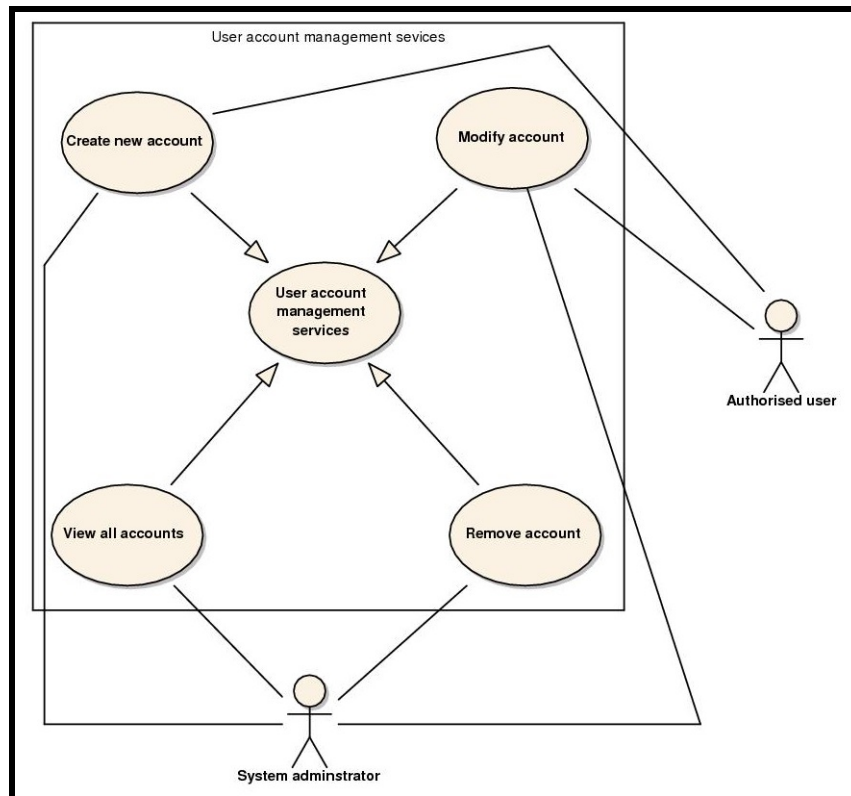 User account management sevices
Create new account
Modify account
User account
management
services
Authorised user
View all accounts
Remove account
System adminstrator